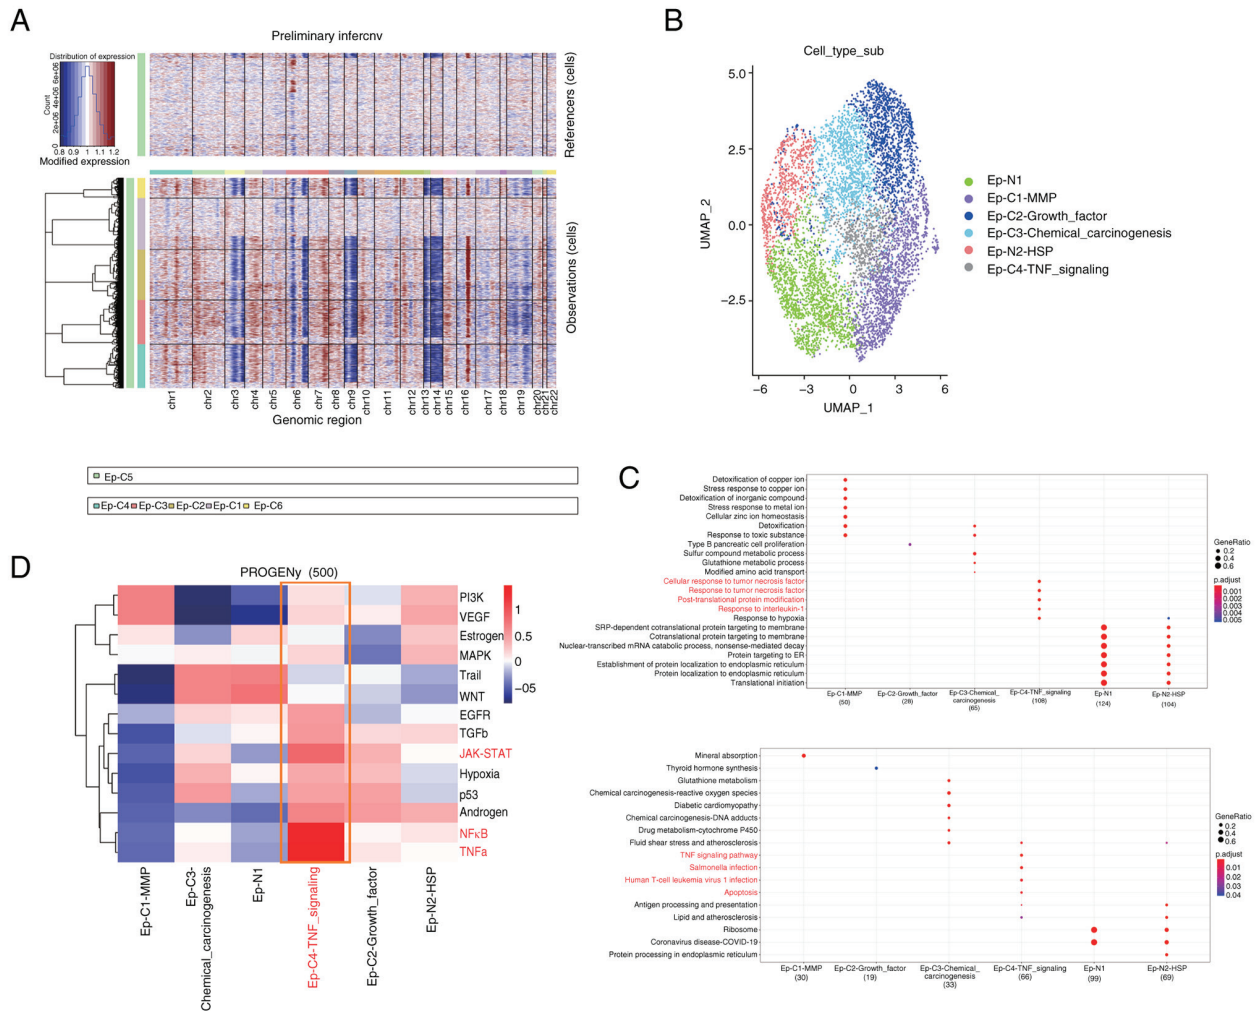 A
Preliminary infercnv
Distribution of expression
Count
0 2e+06 4e+06 6e+06
0.8 0.9 1 1.1 1.2
Modified expression
Referencers (cells)
Observations (cells)
chr1 chr2 chr3 chr4 chr5 chr6 chr7 chr8 chr9 chr10 chr11 chr12 chr13 chr14 chr15 chr16 chr17 chr18 chr19 chr20 chr21 chr22
Genomic region
Ep-C5
Ep-C4 Ep-C3 Ep-C2 Ep-C1 Ep-C6
B
Cell_type_sub
UMAP_2
5.0
2.5
0.0
−2.5
−6 −3 0 3 6
UMAP_1
Ep-N1
Ep-C1-MMP
Ep-C2-Growth_factor
Ep-C3-Chemical_carcinogenesis
Ep-N2-HSP
Ep-C4-TNF_signaling
C
Detoxification of copper ion
Stress response to copper ion
Detoxification of inorganic compound
Stress response to metal ion
Cellular zinc ion homeostasis
Detoxification
Response to toxic substance
Type B pancreatic cell proliferation
Sulfur compound metabolic process
Glutathione metabolic process
Modified amino acid transport
Cellular response to tumor necrosis factor
Response to tumor necrosis factor
Post-translational protein modification
Response to interleukin-1
Response to hypoxia
SRP-dependent cotranslational protein targeting to membrane
Cotranslational protein targeting to membrane
Nuclear-transcribed mRNA catabolic process, nonsense-mediated decay
Protein targeting to ER
Establishment of protein localization to endoplasmic reticulum
Protein localization to endoplasmic reticulum
Translational initiation
Ep-C1-MMP
(50)
Ep-C2-Growth_factor
(28)
Ep-C3-Chemical_
carcinogenesis
(65)
Ep-C4-TNF_signaling
(108)
Ep-N1
(124)
Ep-N2-HSP
(104)
GeneRatio
0.2
0.4
0.6
p.adjust
0.001
0.002
0.003
0.004
0.005
Mineral absorption
Thyroid hormone synthesis
Glutathione metabolism
Chemical carcinogenesis-reactive oxygen species
Diabetic cardiomyopathy
Chemical carcinogenesis-DNA adducts
Drug metabolism-cytochrome P450
Fluid shear stress and atherosclerosis
TNF signaling pathway
Salmonella infection
Human T-cell leukemia virus 1 infection
Apoptosis
Antigen processing and presentation
Lipid and atherosclerosis
Ribosome
Coronavirus disease-COVID-19
Protein processing in endoplasmic reticulum
Ep-C1-MMP
(30)
Ep-C2-Growth_factor
(19)
Ep-C3-Chemical_
carcinogenesis
(33)
Ep-C4-TNF_signaling
(66)
Ep-N1
(99)
Ep-N2-HSP
(69)
GeneRatio
0.2
0.4
0.6
p.adjust
0.01
0.02
0.03
0.04
D
PROGENy (500)
PI3K
VEGF
Estrogen
MAPK
Trail
WNT
EGFR
TGFb
JAK-STAT
Hypoxia
p53
Androgen
NFκB
TNFa
1
0.5
0
−05
Ep-C1-MMP
Ep-C3-
Chemical_carcinogenesis
Ep-N1
Ep-C4-TNF_signaling
Ep-C2-Growth_factor
Ep-N2-HSP